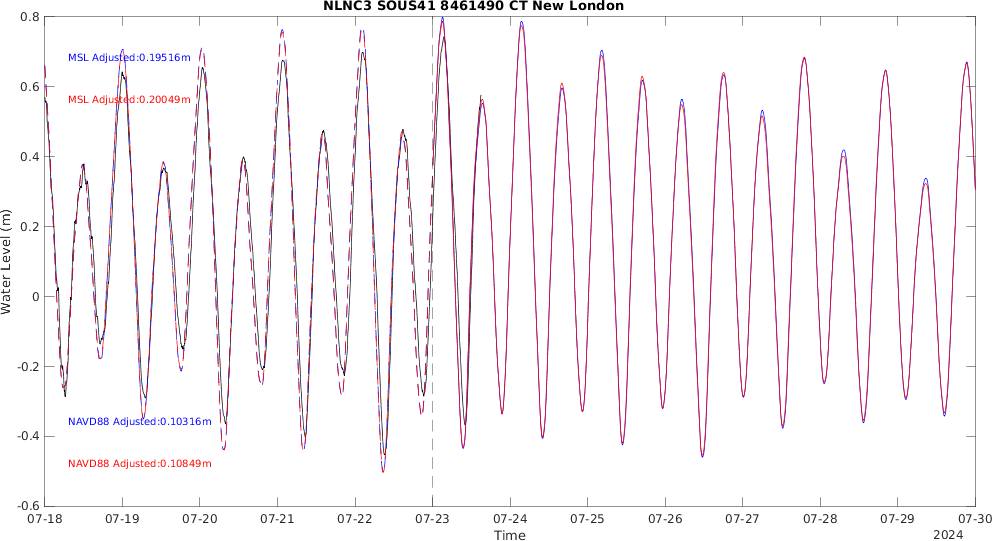 NLNC3 SOUS41 8461490 CT New London
0.8
MSL Adjusted:0.19516m
0.6
MSL Adjusted:0.20049m
0.4
0.2
Water Level (m)
0
-0.2
-0.4
NAVD88 Adjusted:0.10316m
NAVD88 Adjusted:0.10849m
-0.6
07-18 07-19 07-20 07-21 07-22 07-23 07-24 07-25 07-26 07-27 07-28 07-29 07-30
Time
2024